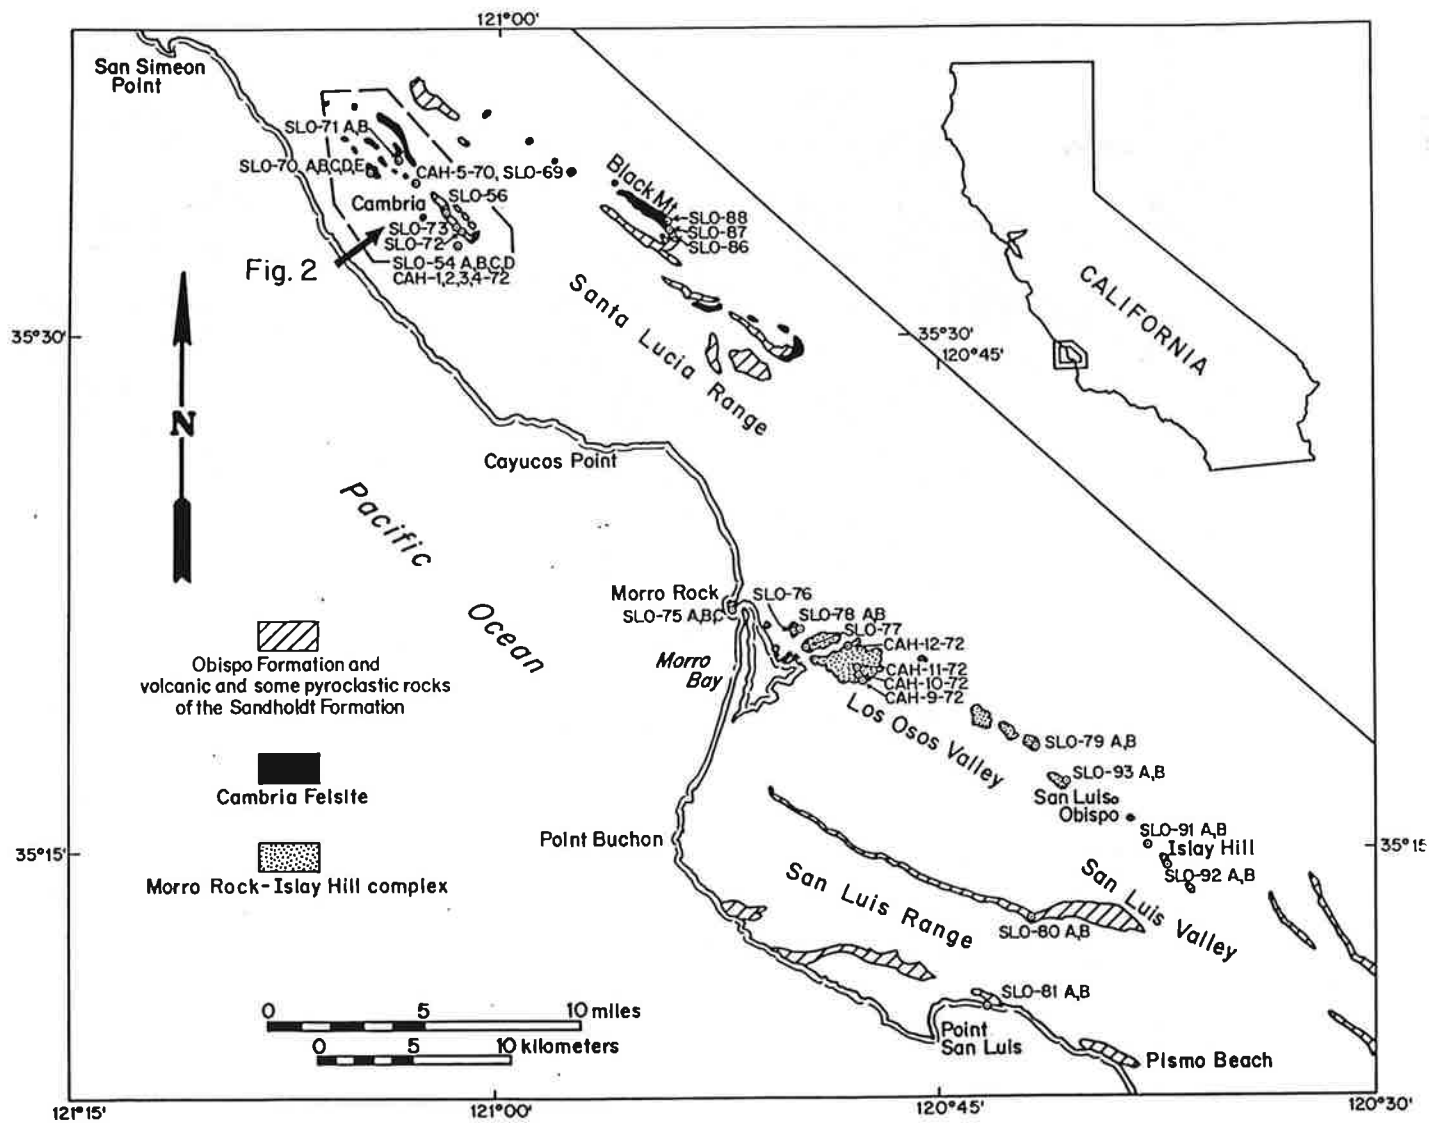 121°00'
San Simeon
Point
SLO-71 A,B
SLO-70 A,B,C,D,E
CAH-5-70, SLO-69
Cambria
SLO-56
SLO-73
SLO-72
SLO-54 A,B,C,D
CAH-1,2,3,4-72
Fig. 2
Black Mt
SLO-88
SLO-87
SLO-86
Santa Lucia Range
CALIFORNIA
35°30'
35°30'
120°45'
N
Cayucos Point
Pacific
Ocean
Morro Rock
SLO-75 A,B,C
SLO-76
SLO-78 A,B
SLO-77
CAH-12-72
CAH-11-72
CAH-10-72
CAH-9-72
Morro
Bay
Los Osos Valley
SLO-79 A,B
SLO-93 A,B
San Luis
Obispo
SLO-91 A,B
Islay Hill
SLO-92 A,B
Obispo Formation and
volcanic and some pyroclastic rocks
of the Sandholdt Formation
Cambria Felsite
Morro Rock-Islay Hill complex
Point Buchon
35°15'
35°15
San Luis Range
San Luis Valley
SLO-80 A,B
SLO-81 A,B
Point
San Luis
Pismo Beach
0 5 10 miles
0 5 10 kilometers
121°15'
121°00'
120°45'
120°30'